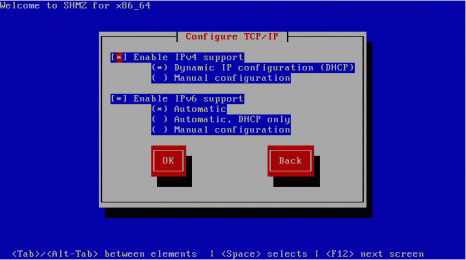 Welcome to SHMZ for x86_64
Configure TCP/IP
[*] Enable IPv4 support
(*) Dynamic IP configuration (DHCP)
( ) Manual configuration
[*] Enable IPv6 support
(*) Automatic
( ) Automatic, DHCP only
( ) Manual configuration
OK
Back
<Tab>/<Alt-Tab> between elements | <Space> selects | <F12> next screen